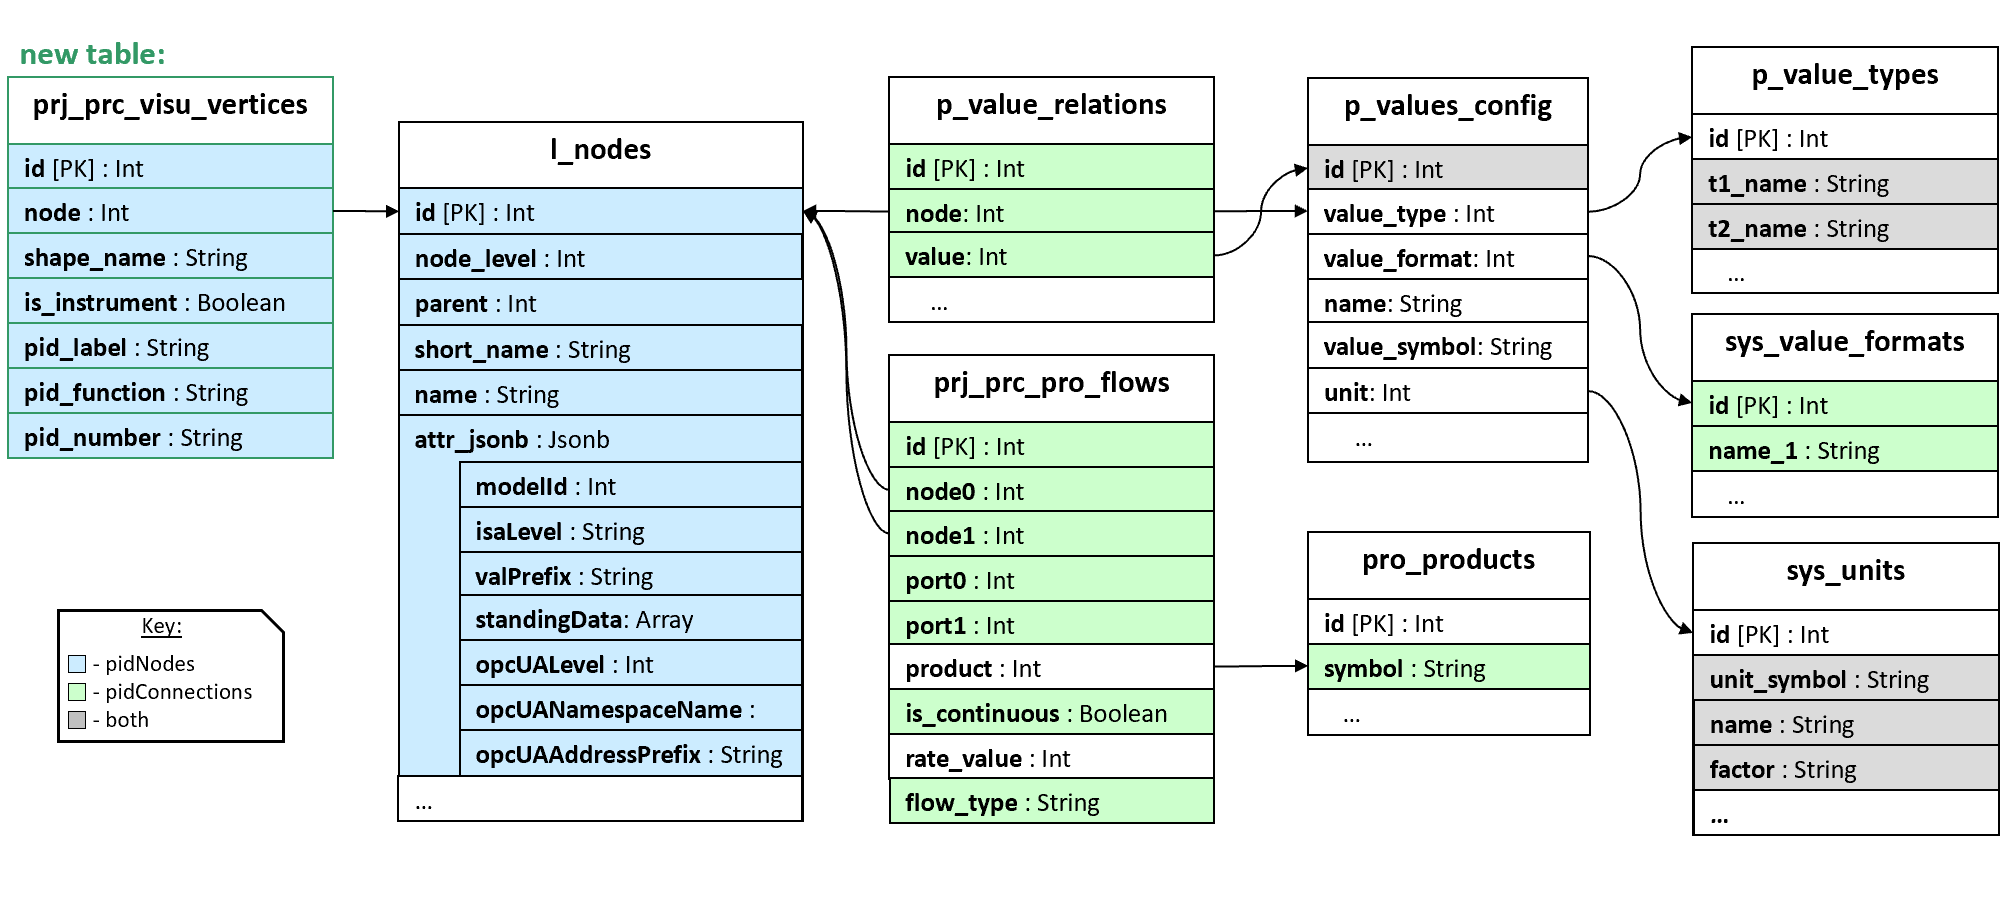 new table:
prj_prc_visu_vertices
id [PK] : Int
node : Int
shape_name : String
is_instrument : Boolean
pid_label : String
pid_function : String
pid_number : String
Key:
- pidNodes
- pidConnections
- both
l_nodes
id [PK] : Int
node_level : Int
parent : Int
short_name : String
name : String
attr_jsonb : Jsonb
modelId : Int
isaLevel : String
valPrefix : String
standingData: Array
opcUALevel : Int
opcUANamespaceName :
opcUAAddressPrefix : String
...
p_value_relations
id [PK] : Int
node: Int
value: Int
...
prj_prc_pro_flows
id [PK] : Int
node0 : Int
node1 : Int
port0 : Int
port1 : Int
product : Int
is_continuous : Boolean
rate_value : Int
flow_type : String
p_values_config
id [PK] : Int
value_type : Int
value_format: Int
name: String
value_symbol: String
unit: Int
...
pro_products
id [PK] : Int
symbol : String
...
p_value_types
id [PK] : Int
t1_name : String
t2_name : String
...
sys_value_formats
id [PK] : Int
name_1 : String
...
sys_units
id [PK] : Int
unit_symbol : String
name : String
factor : String
...